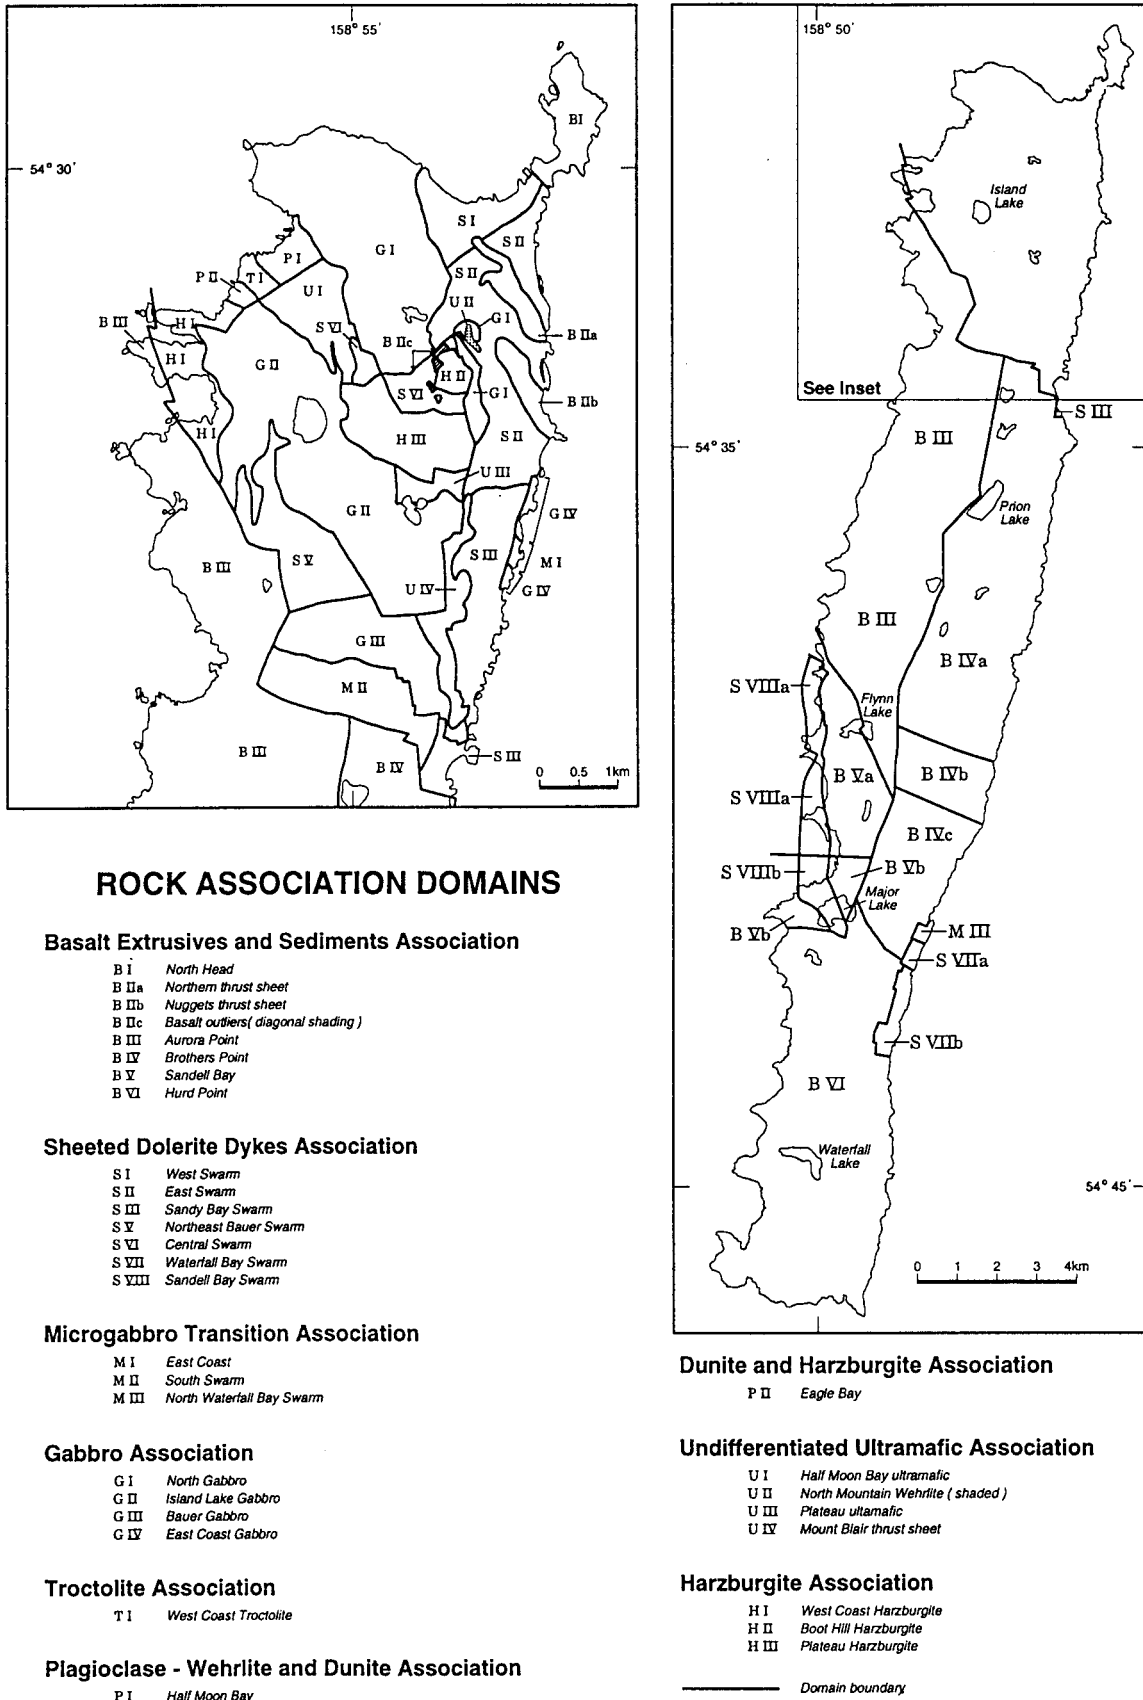 158° 55'
54° 30'
B I
S I
S II
G I
P I
S II
P II
T I
U I
U II
G I
B III
H I
S VI
B IIc
B IIa
H I
G II
H II
S VI
G I
B IIb
H I
H III
S II
U III
G II
G IV
S III
B III
S V
M I
U IV
G IV
G III
M II
B III
B IV
S III
0 0.5 1km
158° 50'
Island
Lake
See Inset
S III
B III
54° 35'
Prion
Lake
B III
B IVa
S VIIIa
Flynn
Lake
B Va
B IVb
S VIIIa
B IVc
S VIIIb
B Vb
Major
Lake
B Vb
M III
S VIIa
S VIIb
B VI
Waterfall
Lake
54° 45'
0 1 2 3 4km
ROCK ASSOCIATION DOMAINS
Basalt Extrusives and Sediments Association
B I North Head
B IIa Northern thrust sheet
B IIb Nuggets thrust sheet
B IIc Basalt outliers( diagonal shading )
B III Aurora Point
B IV Brothers Point
B V Sandell Bay
B VI Hurd Point
Sheeted Dolerite Dykes Association
S I West Swarm
S II East Swarm
S III Sandy Bay Swarm
S V Northeast Bauer Swarm
S VI Central Swarm
S VII Waterfall Bay Swarm
S VIII Sandell Bay Swarm
Microgabbro Transition Association
M I East Coast
M II South Swarm
M III North Waterfall Bay Swarm
Gabbro Association
G I North Gabbro
G II Island Lake Gabbro
G III Bauer Gabbro
G IV East Coast Gabbro
Troctolite Association
T I West Coast Troctolite
Plagioclase - Wehrlite and Dunite Association
P I Half Moon Bay
Dunite and Harzburgite Association
P II Eagle Bay
Undifferentiated Ultramafic Association
U I Half Moon Bay ultramafic
U II North Mountain Wehrlite ( shaded )
U III Plateau ultamafic
U IV Mount Blair thrust sheet
Harzburgite Association
H I West Coast Harzburgite
H II Boot Hill Harzburgite
H III Plateau Harzburgite
Domain boundary